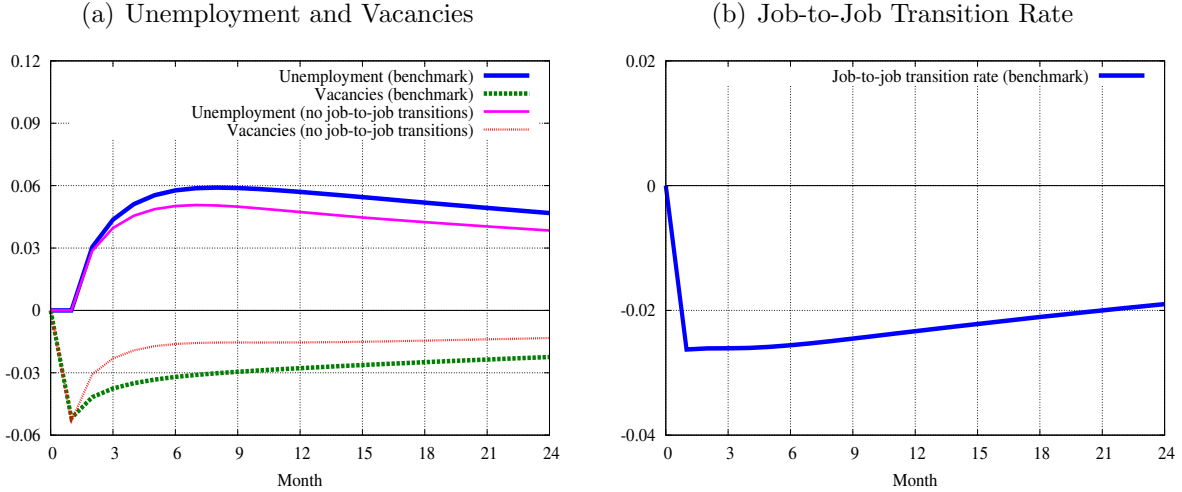 (a) Unemployment and Vacancies
0.12
0.09
0.06
0.03
0
-0.03
-0.06
Unemployment (benchmark)
Vacancies (benchmark)
Unemployment (no job-to-job transitions)
Vacancies (no job-to-job transitions)
0 3 6 9 12 15 18 21 24
Month
(b) Job-to-Job Transition Rate
0.02
0
-0.02
-0.04
Job-to-job transition rate (benchmark)
0 3 6 9 12 15 18 21 24
Month